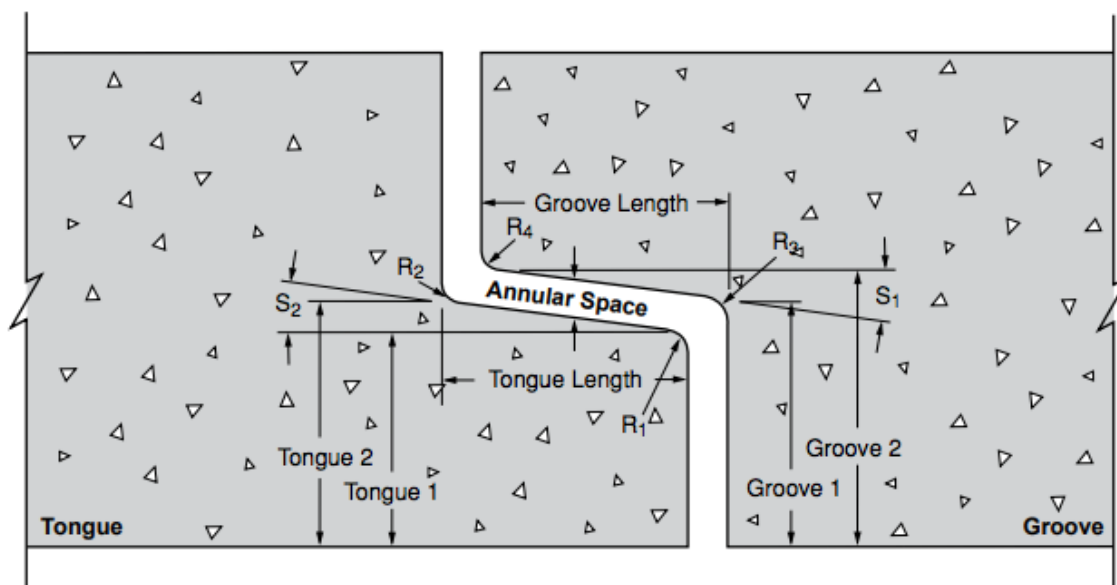 Groove Length
R4
R3
R2
Annular Space
S1
S2
Tongue Length
R1
Tongue 2
Tongue 1
Groove 2
Groove 1
Tongue
Groove